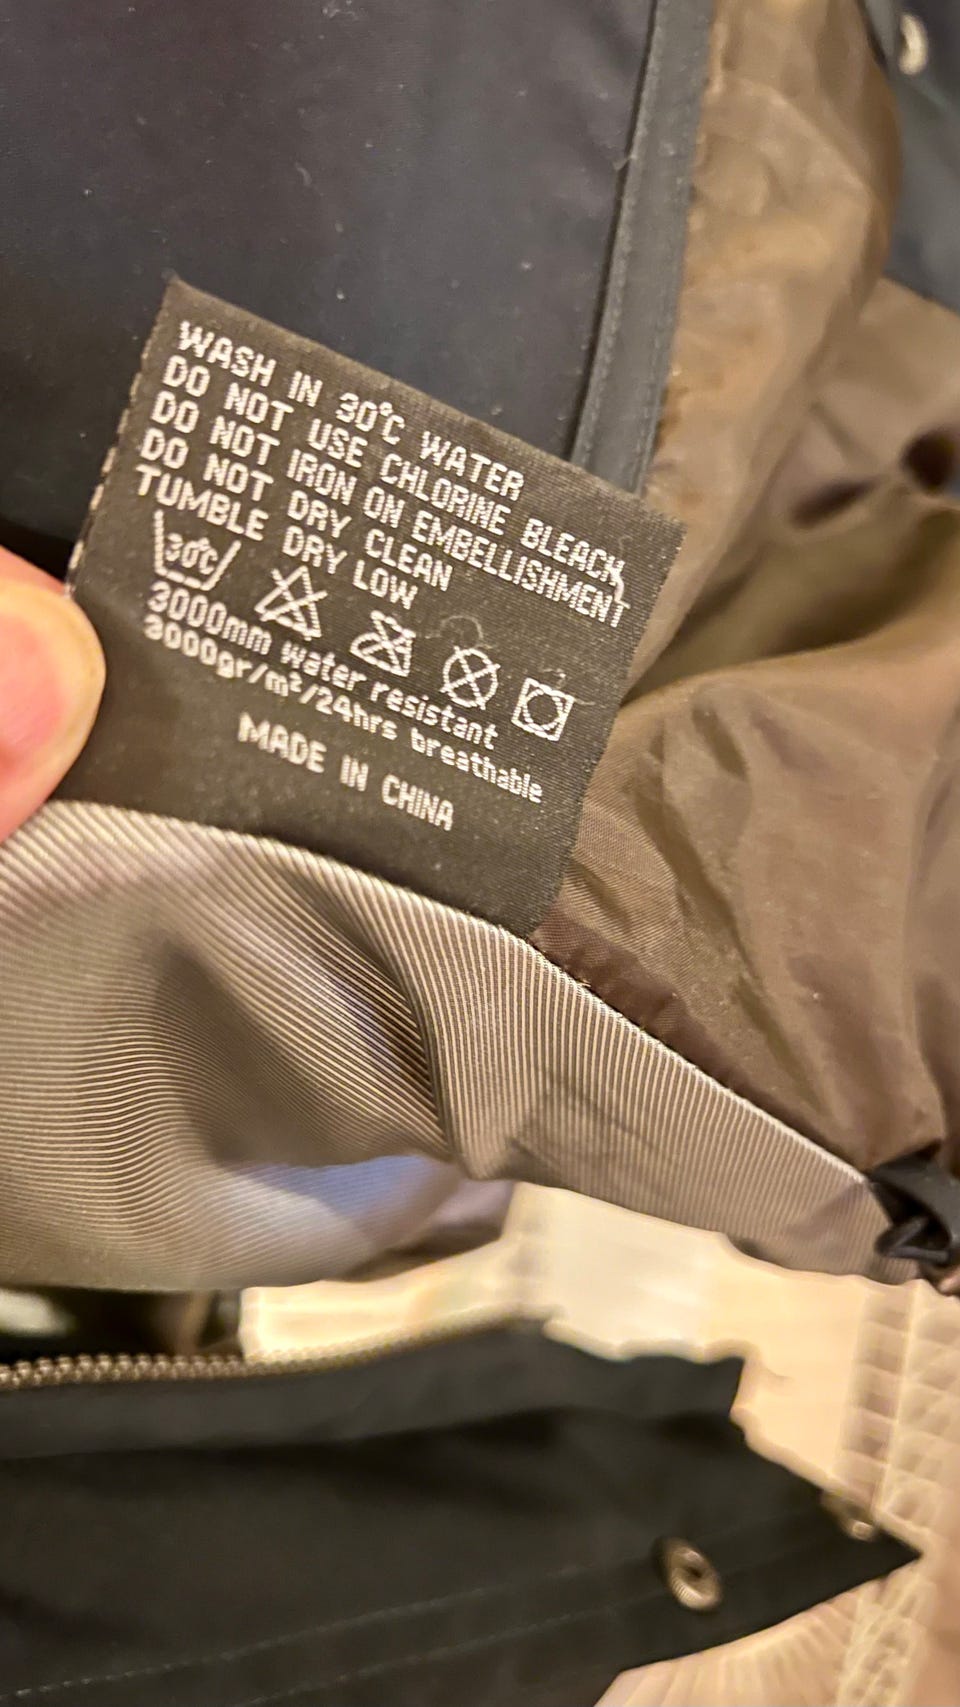 WASH IN 30°C WATER
DO NOT USE CHLORINE BLEACH
DO NOT IRON ON EMBELLISHMENT
DO NOT DRY CLEAN
TUMBLE DRY LOW
30°C
3000mm water resistant
3000gr/m²/24hrs breathable
MADE IN CHINA